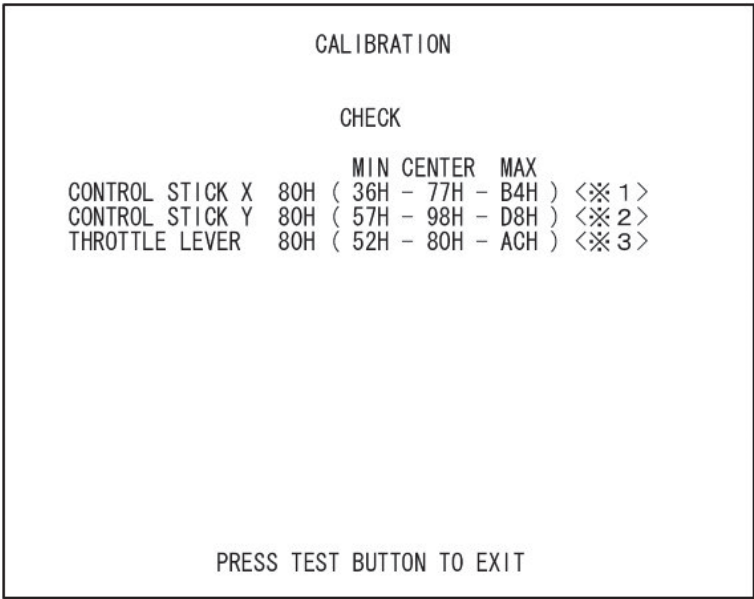 CALIBRATION
CHECK
MIN CENTER MAX
CONTROL STICK X 80H ( 36H - 77H - B4H ) <※1>
CONTROL STICK Y 80H ( 57H - 98H - D8H ) <※2>
THROTTLE LEVER 80H ( 52H - 80H - ACH ) <※3>
PRESS TEST BUTTON TO EXIT